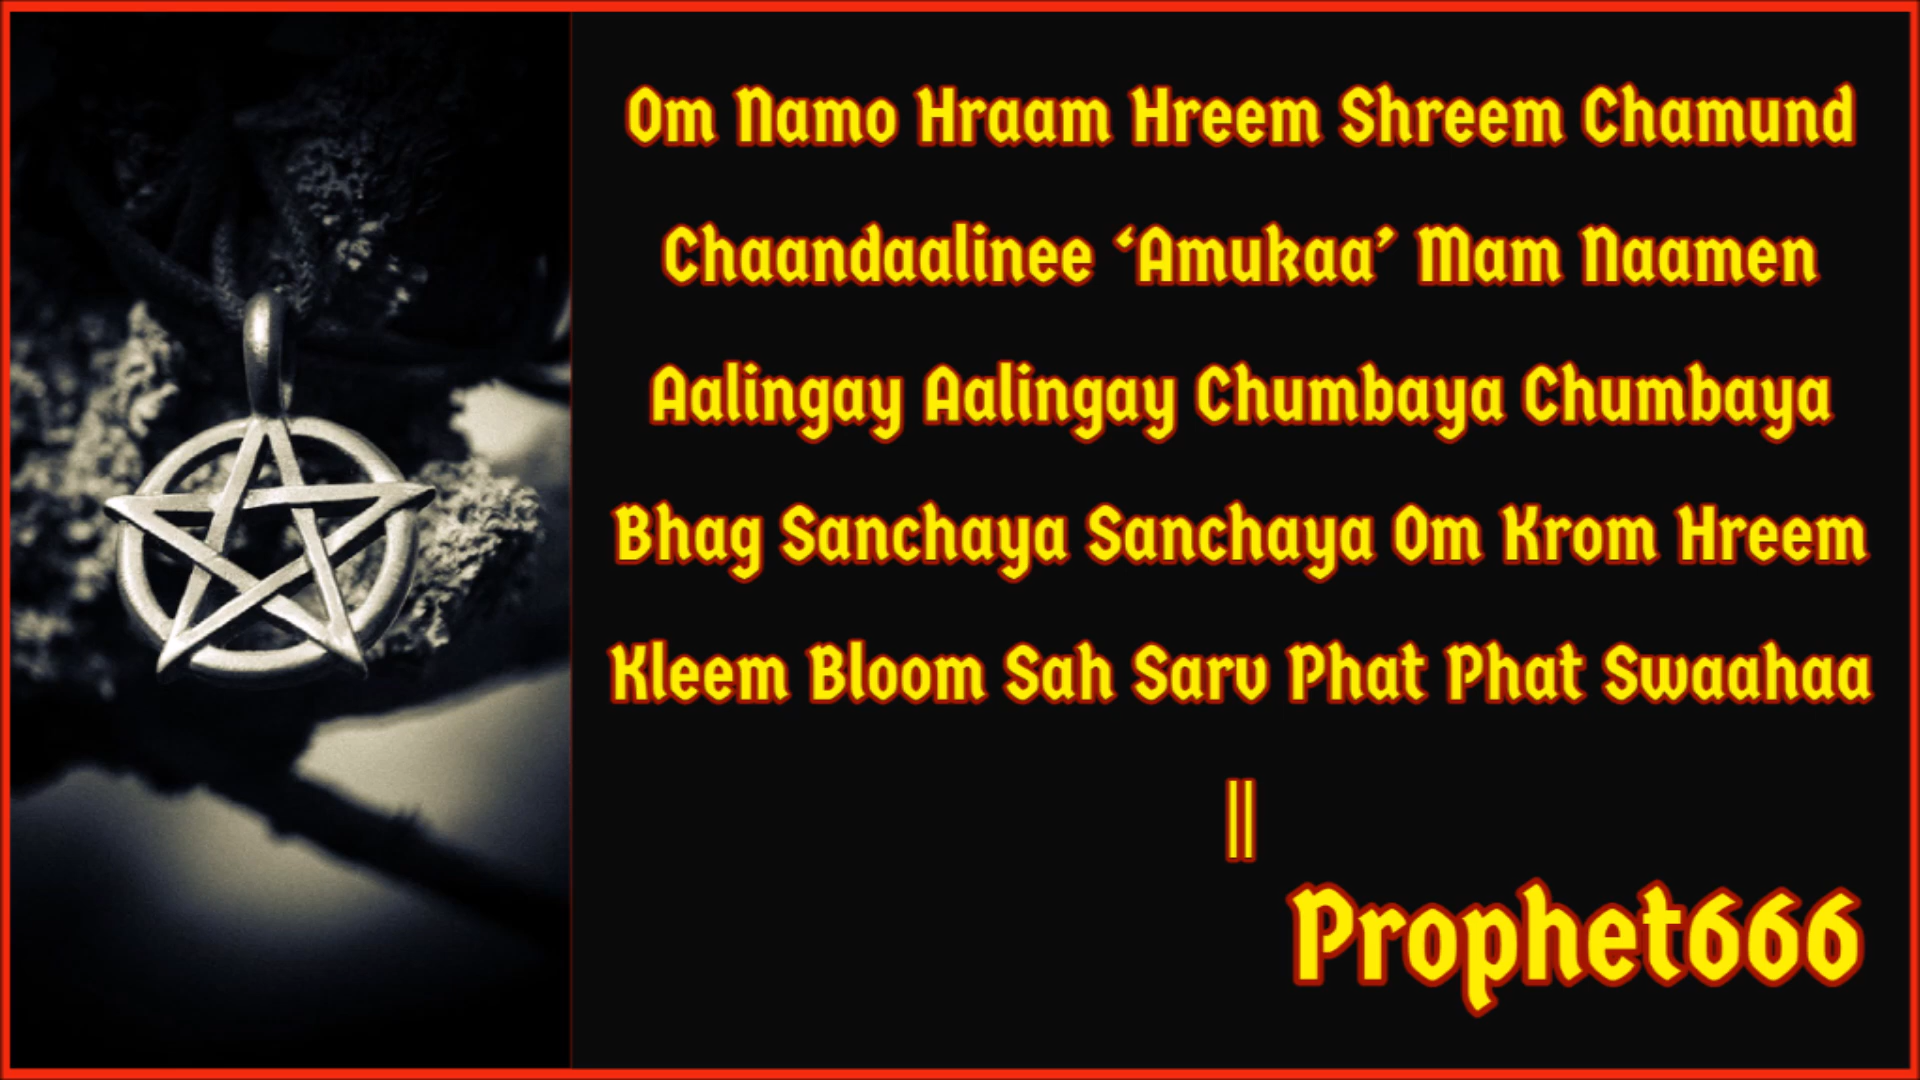 Om Namo Hraam Hreem Shreem Chamund
Chaandaalinee ‘Amukaa’ Mam Naamen
Aalingay Aalingay Chumbaya Chumbaya
Bhag Sanchaya Sanchaya Om Krom Hreem
Kleem Bloom Sah Sarv Phat Phat Swaahaa
||
Prophet666